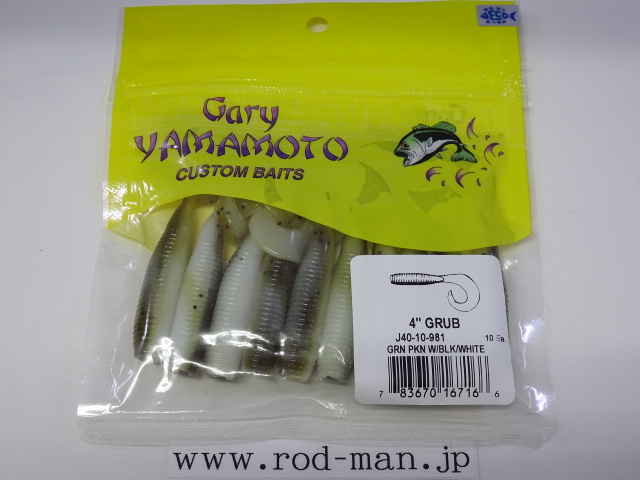 Gary
YAMAMOTO
CUSTOM BAITS
4" GRUB
J40-10-981 10 Ea
GRN PKN W/BLK/WHITE
7 83670 16716 6
www.rod-man.jp